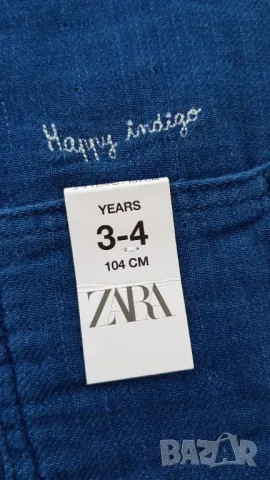 Happy indigo
YEARS
3-4
104 CM
ZARA
BAZAR